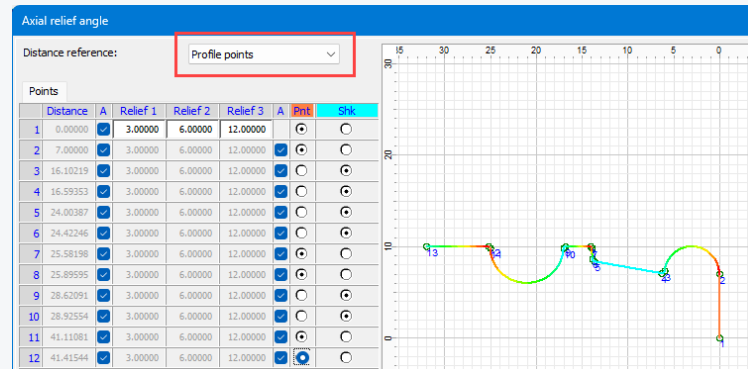 Axial relief angle
Distance reference: Profile points
Points
Distance A Relief 1 Relief 2 Relief 3 A Pnt Shk
1 0.00000 3.00000 6.00000 12.00000
2 7.00000 3.00000 6.00000 12.00000
3 16.10219 3.00000 6.00000 12.00000
4 16.59353 3.00000 6.00000 12.00000
5 24.00387 3.00000 6.00000 12.00000
6 24.42246 3.00000 6.00000 12.00000
7 25.58198 3.00000 6.00000 12.00000
8 25.89595 3.00000 6.00000 12.00000
9 28.62091 3.00000 6.00000 12.00000
10 28.92554 3.00000 6.00000 12.00000
11 41.11081 3.00000 6.00000 12.00000
12 41.41544 3.00000 6.00000 12.00000
30 25 20 15 10 5 0
30
20
10
0
13
2
1